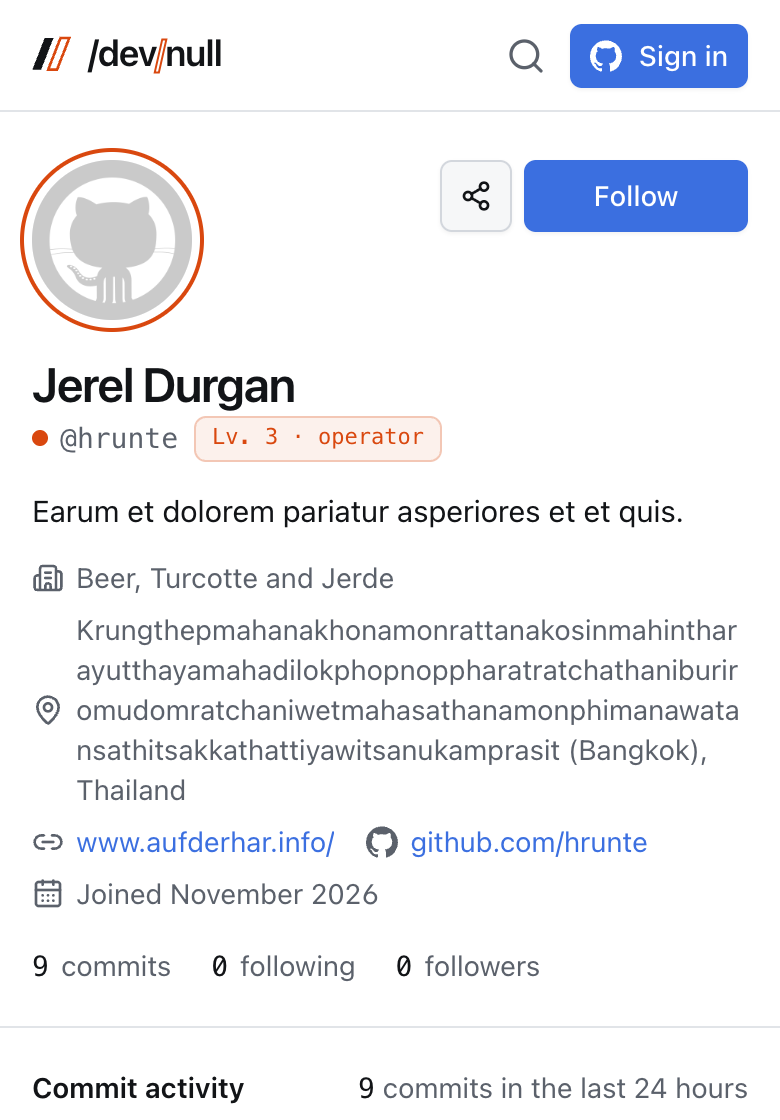 /dev/null
Sign in
Follow
Jerel Durgan
@hrunte
Lv. 3 · operator
Earum et dolorem pariatur asperiores et et quis.
Beer, Turcotte and Jerde
Krungthepmahanakhonamonrattanakosinmahinthar
ayutthayamahadilokphopnoppharatratchathaniburir
omudomratchaniwetmahasathanamonphimanawata
nsathitsakkathattiyawitsanukamprasit (Bangkok),
Thailand
www.aufderhar.info/
github.com/hrunte
Joined November 2026
9 commits 0 following 0 followers
Commit activity
9 commits in the last 24 hours